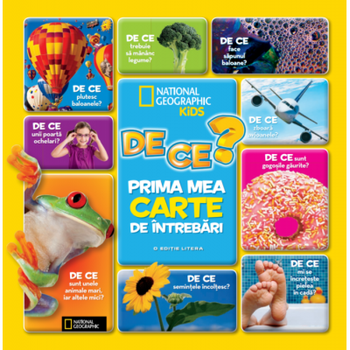 DE CE
plutesc
baloanele?
DE CE
trebuie
să mănânc
legume?
DE CE
face
săpunul
baloane?
DE CE
unii poartă
ochelari?
NATIONAL
GEOGRAPHIC
KiDS
DE CE?
PRIMA MEA
CARTE
DE ÎNTREBĂRI
O EDIȚIE LITERA
DE CE
zboară
avioanele?
DE CE sunt
gogoșile găurite?
DE CE
sunt unele
animale mari,
iar altele mici?
NATIONAL
GEOGRAPHIC
DE CE
semințele încolțesc?
DE CE
mi se
încrețește
pielea
în cadă?